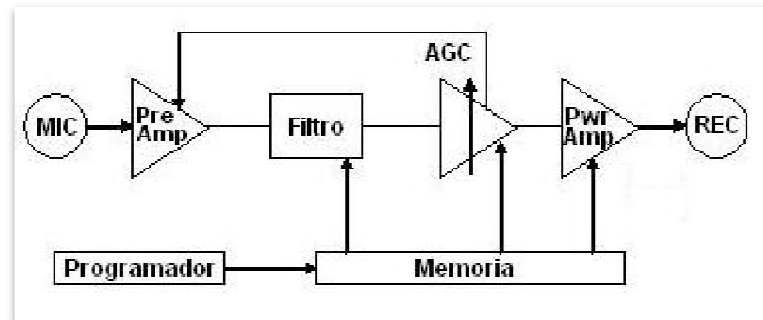 AGC
MIC
Pre
Amp
Filtro
Pwr
Amp
REC
Programador
Memoria